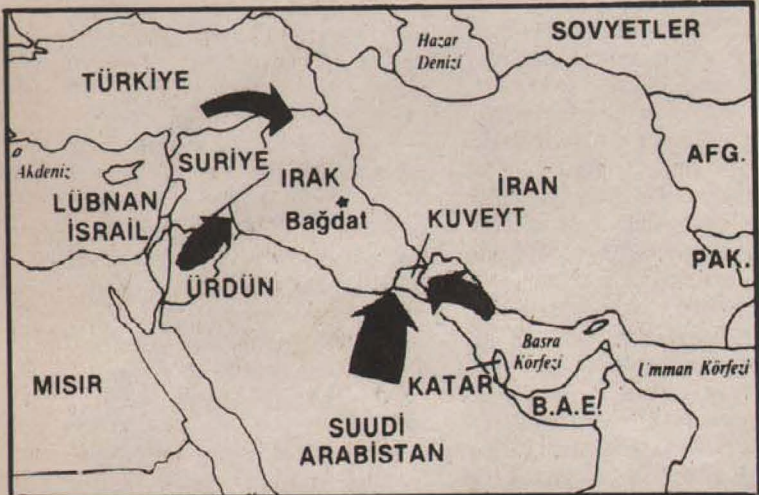 SOVYETLER
Hazar
Denizi
TÜRKİYE
Akdeniz
SURİYE
AFG.
IRAK
İRAN
LÜBNAN
İSRAİL
Bağdat
KUVEYT
PAK.
ÜRDÜN
Basra
Körfezi
Umman Körfezi
MISIR
KATAR
B.A.E.
SUUDİ
ARABİSTAN